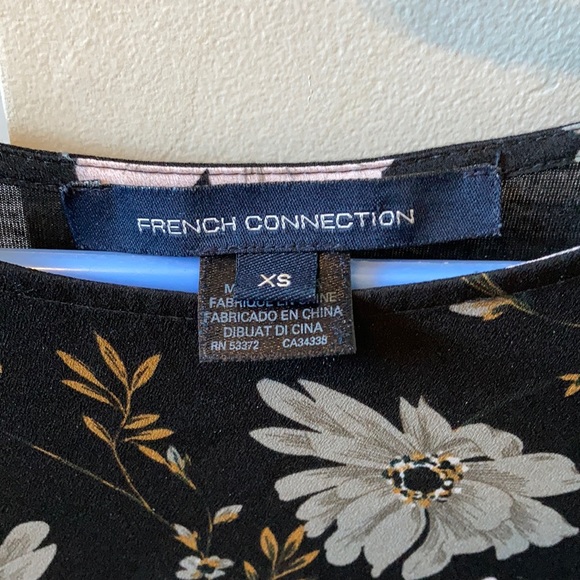 FRENCH CONNECTION
XS
FABRIQUE EN CHINE
FABRICADO EN CHINA
DIBUAT DI CINA
RN 53372 CA34338